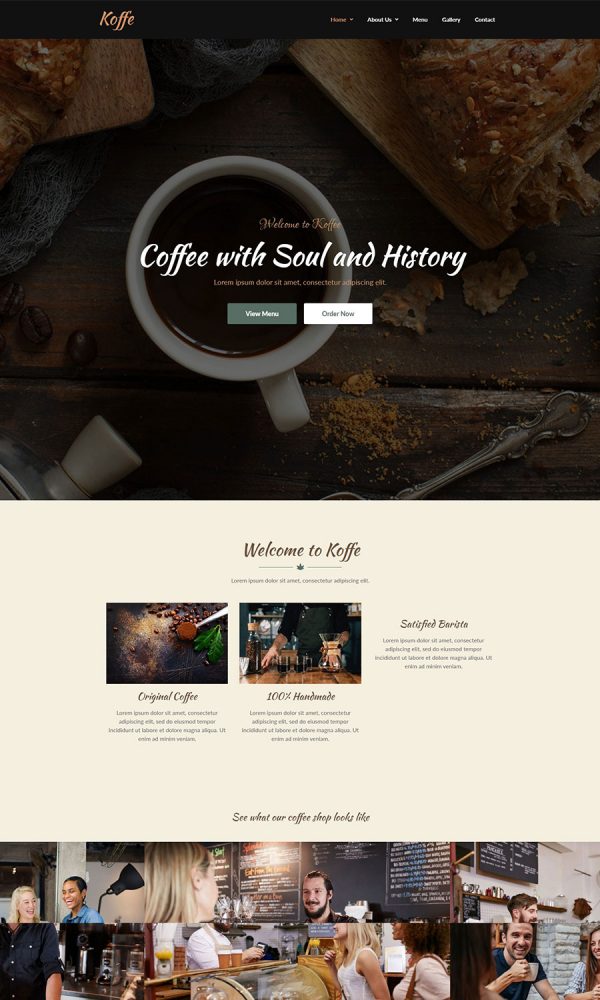 Koffe
Home About Us Menu Gallery Contact
Welcome to Koffee
Coffee with Soul and History
Lorem ipsum dolor sit amet, consectetur adipiscing elit.
View Menu Order Now
Welcome to Koffe
Lorem ipsum dolor sit amet, consectetur adipiscing elit.
Original Coffee
Lorem ipsum dolor sit amet, consectetur
adipiscing elit, sed do eiusmod tempor
incididunt ut labore et dolore magna aliqua. Ut
enim ad minim veniam.
100% Handmade
Lorem ipsum dolor sit amet, consectetur
adipiscing elit, sed do eiusmod tempor
incididunt ut labore et dolore magna aliqua. Ut
enim ad minim veniam.
Satisfied Barista
Lorem ipsum dolor sit amet, consectetur
adipiscing elit, sed do eiusmod tempor
incididunt ut labore et dolore magna aliqua. Ut
enim ad minim veniam.
See what our coffee shop looks like